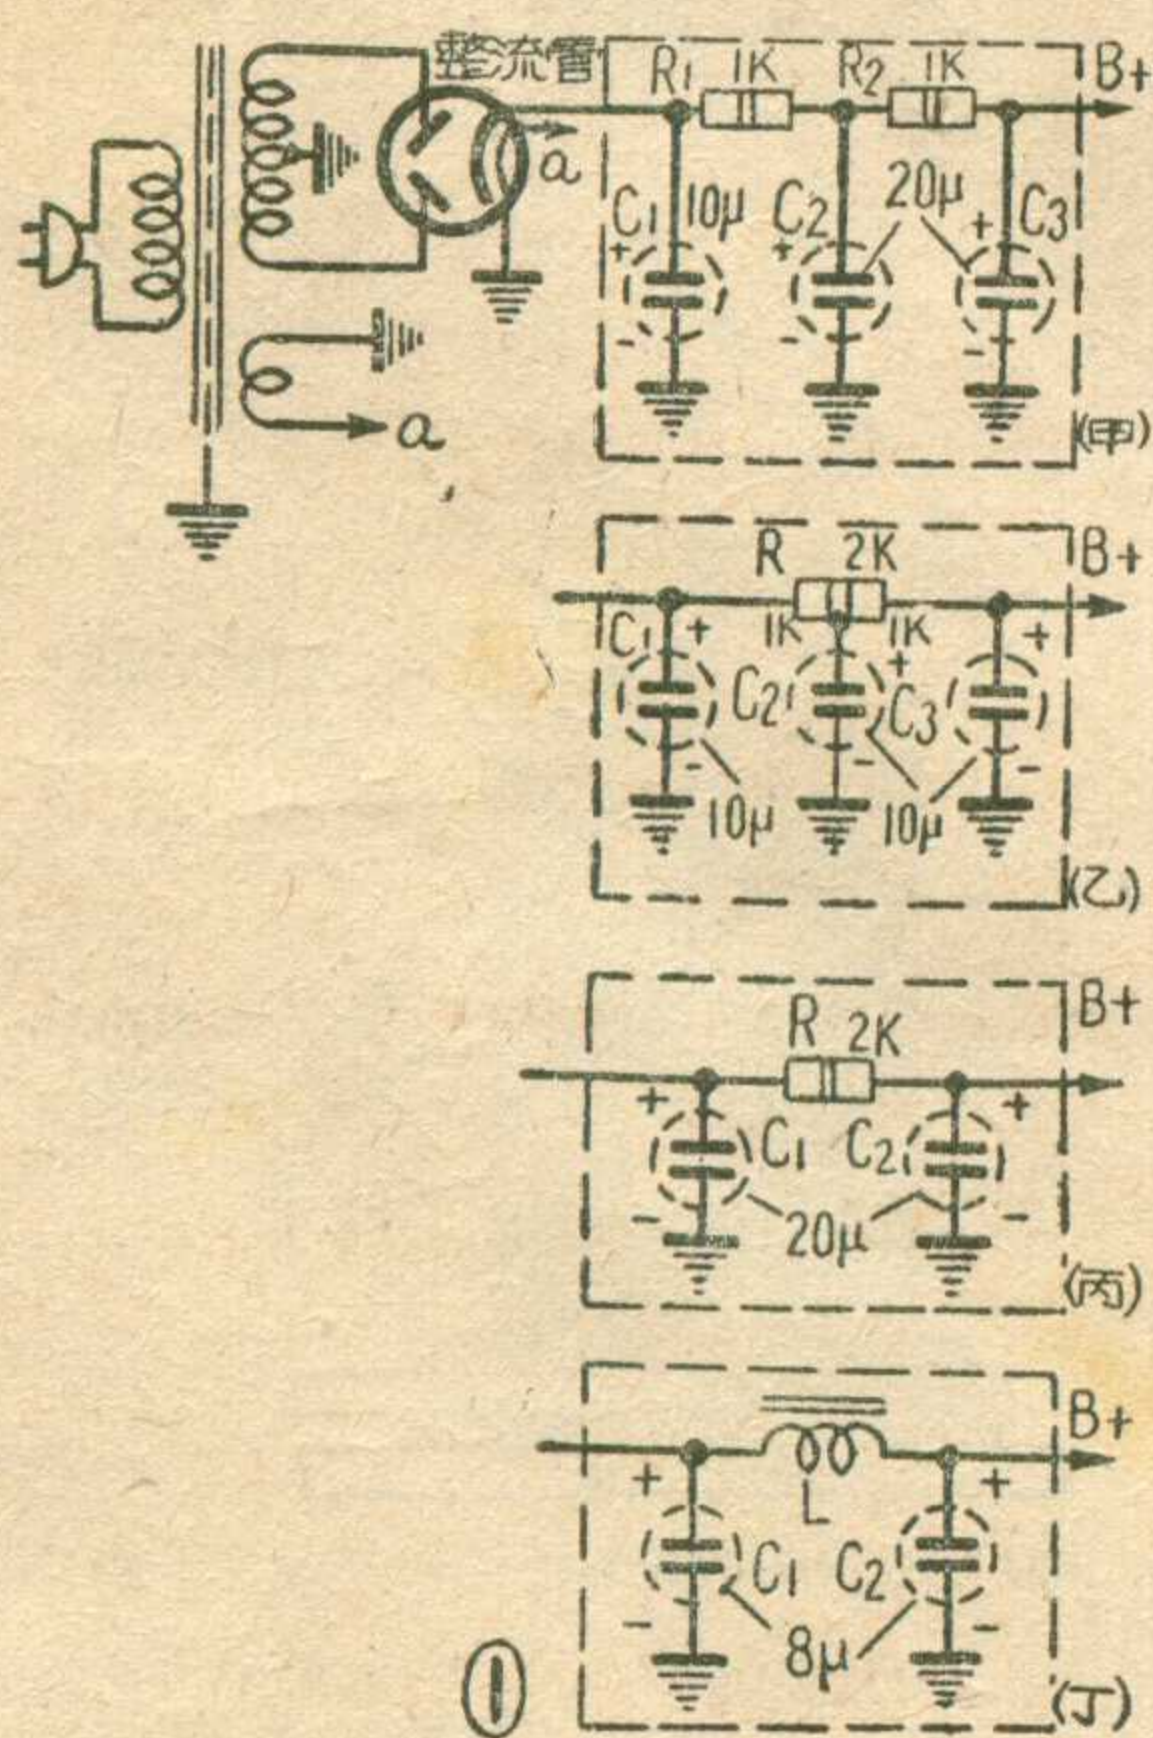 整流管
R1 1K R2 1K B+
a
C1 10μ C2 20μ C3
+ + +
- - -
(甲)
a
R 2K B+
1K 1K
C1 + + +
C2 C3
- - -
10μ 10μ
(乙)
B+
R 2K
+ +
C1 C2
- -
20μ
(丙)
B+
+ +
L
C1 C2
- -
8μ
①
(丁)